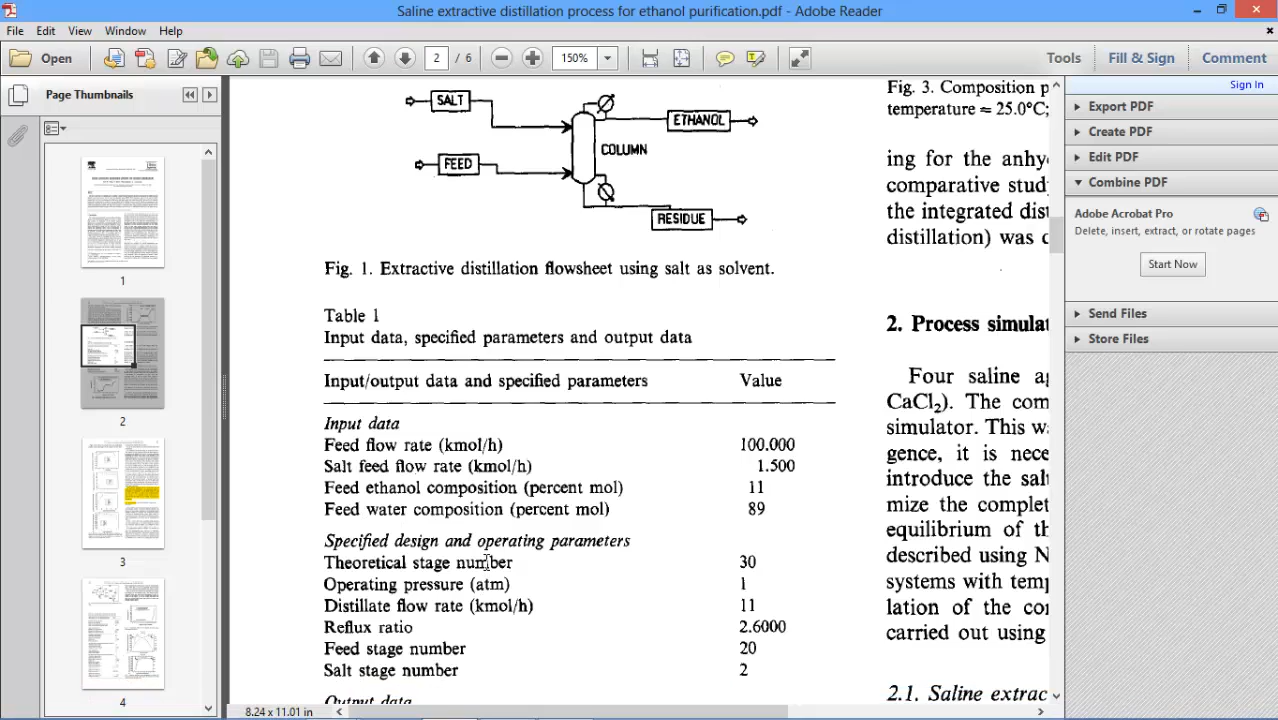 Saline extractive distillation process for ethanol purification.pdf - Adobe Reader
File Edit View Window Help
Open 2 / 6 150% Tools Fill & Sign Comment
Page Thumbnails
1
2
3
4
SALT
FEED
COLUMN
ETHANOL
RESIDUE
Fig. 1. Extractive distillation flowsheet using salt as solvent.
Table 1
Input data, specified parameters and output data
Input/output data and specified parameters Value
Input data
Feed flow rate (kmol/h) 100.000
Salt feed flow rate (kmol/h) 1.500
Feed ethanol composition (percent mol) 11
Feed water composition (percent mol) 89
Specified design and operating parameters
Theoretical stage number 30
Operating pressure (atm) 1
Distillate flow rate (kmol/h) 11
Reflux ratio 2.6000
Feed stage number 20
Salt stage number 2
Output data
8.24 x 11.01 in
Fig. 3. Composition p
temperature = 25.0°C;
ing for the anhy
comparative stud
the integrated dist
distillation) was c
2. Process simulat
Four saline ag
CaCl2). The com
simulator. This w
gence, it is nece
introduce the salt
mize the complet
equilibrium of th
described using N
systems with temp
lation of the co
carried out using
2.1. Saline extrac
Sign In
Export PDF
Create PDF
Edit PDF
Combine PDF
Adobe Acrobat Pro
Delete, insert, extract, or rotate pages
Start Now
Send Files
Store Files